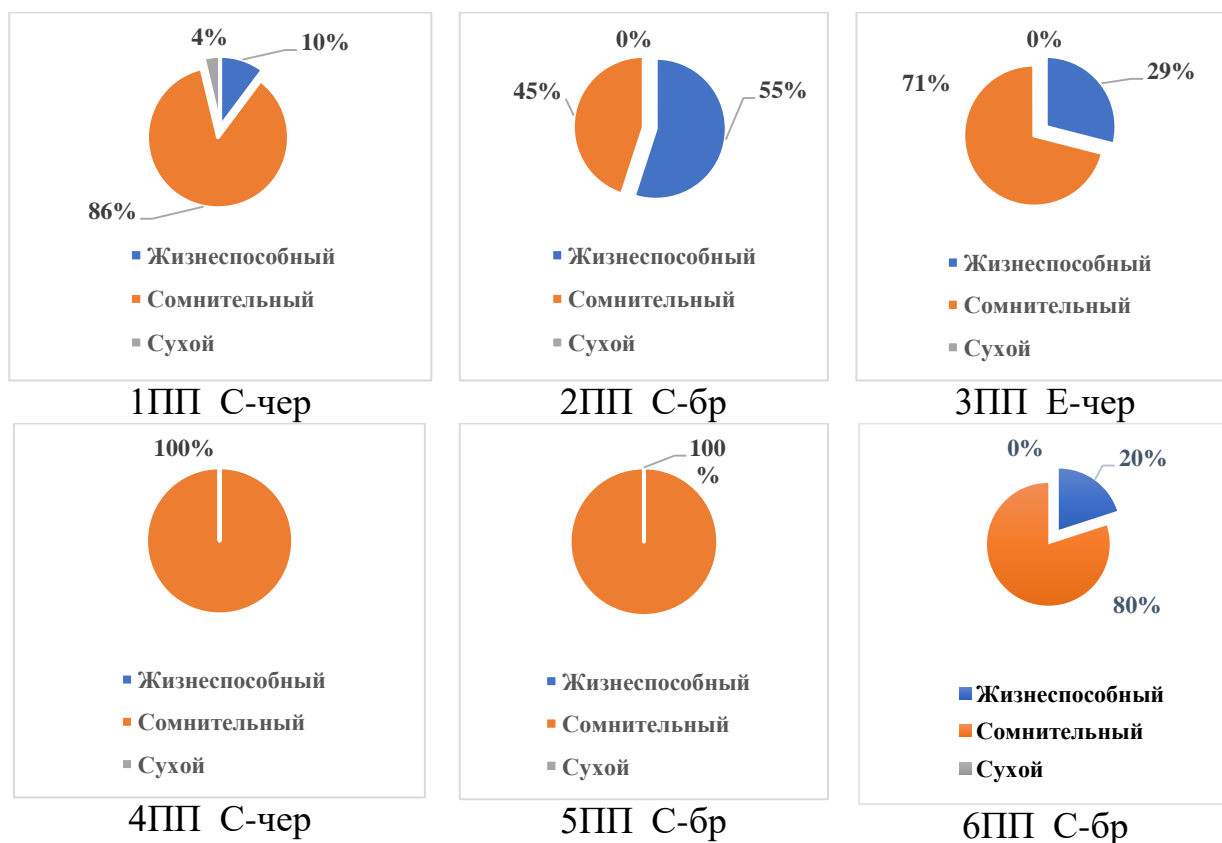 4%
10%
86%
Жизнеспособный
Сомнительный
Сухой
1ПП С-чер
0%
45%
55%
Жизнеспособный
Сомнительный
Сухой
2ПП С-бр
0%
71%
29%
Жизнеспособный
Сомнительный
Сухой
3ПП Е-чер
100%
Жизнеспособный
Сомнительный
Сухой
4ПП С-чер
100
%
Жизнеспособный
Сомнительный
Сухой
5ПП С-бр
0%
20%
80%
Жизнеспособный
Сомнительный
Сухой
6ПП С-бр